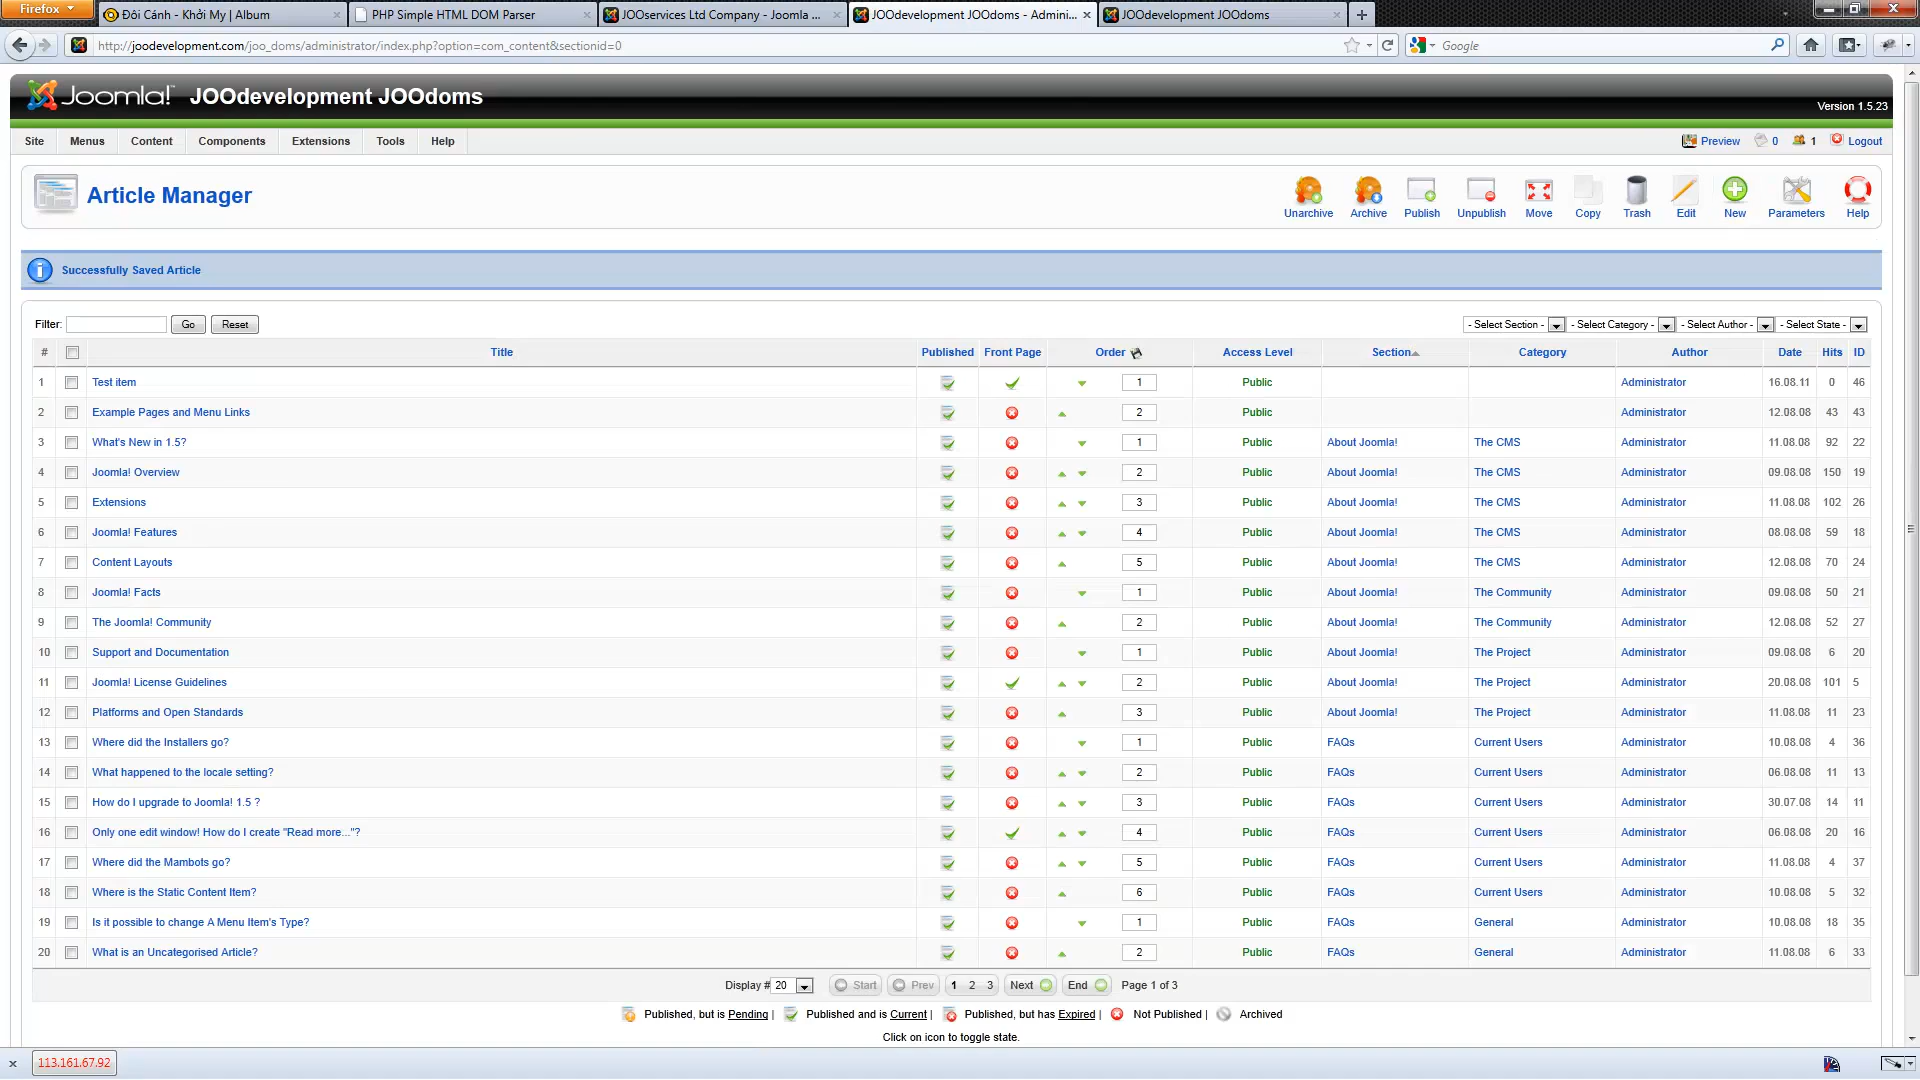 Firefox
Đôi Cánh - Khởi My | Album
PHP Simple HTML DOM Parser
JOOservices Ltd Company - Joomla ...
JOOdevelopment JOOdoms - Admini...
JOOdevelopment JOOdoms
http://joodevelopment.com/joo_doms/administrator/index.php?option=com_content&sectionid=0
Google
Joomla! JOOdevelopment JOOdoms
Version 1.5.23
Site Menus Content Components Extensions Tools Help
Preview 0 1 Logout
Article Manager
Unarchive Archive Publish Unpublish Move Copy Trash Edit New Parameters Help
Successfully Saved Article
Filter: Go Reset
- Select Section - - Select Category - - Select Author - - Select State -
# Title Published Front Page Order Access Level Section Category Author Date Hits ID
1 Test item 1 Public Administrator 16.08.11 0 46
2 Example Pages and Menu Links 2 Public Administrator 12.08.08 43 43
3 What's New in 1.5? 1 Public About Joomla! The CMS Administrator 11.08.08 92 22
4 Joomla! Overview 2 Public About Joomla! The CMS Administrator 09.08.08 150 19
5 Extensions 3 Public About Joomla! The CMS Administrator 11.08.08 102 26
6 Joomla! Features 4 Public About Joomla! The CMS Administrator 08.08.08 59 18
7 Content Layouts 5 Public About Joomla! The CMS Administrator 12.08.08 70 24
8 Joomla! Facts 1 Public About Joomla! The Community Administrator 09.08.08 50 21
9 The Joomla! Community 2 Public About Joomla! The Community Administrator 12.08.08 52 27
10 Support and Documentation 1 Public About Joomla! The Project Administrator 09.08.08 6 20
11 Joomla! License Guidelines 2 Public About Joomla! The Project Administrator 20.08.08 101 5
12 Platforms and Open Standards 3 Public About Joomla! The Project Administrator 11.08.08 11 23
13 Where did the Installers go? 1 Public FAQs Current Users Administrator 10.08.08 4 36
14 What happened to the locale setting? 2 Public FAQs Current Users Administrator 06.08.08 11 13
15 How do I upgrade to Joomla! 1.5 ? 3 Public FAQs Current Users Administrator 30.07.08 14 11
16 Only one edit window! How do I create "Read more..."? 4 Public FAQs Current Users Administrator 06.08.08 20 16
17 Where did the Mambots go? 5 Public FAQs Current Users Administrator 11.08.08 4 37
18 Where is the Static Content Item? 6 Public FAQs Current Users Administrator 10.08.08 5 32
19 Is it possible to change A Menu Item's Type? 1 Public FAQs General Administrator 10.08.08 18 35
20 What is an Uncategorised Article? 2 Public FAQs General Administrator 11.08.08 6 33
Display # 20 Start Prev 1 2 3 Next End Page 1 of 3
Published, but is Pending | Published and is Current | Published, but has Expired | Not Published | Archived
Click on icon to toggle state.
113.161.67.92